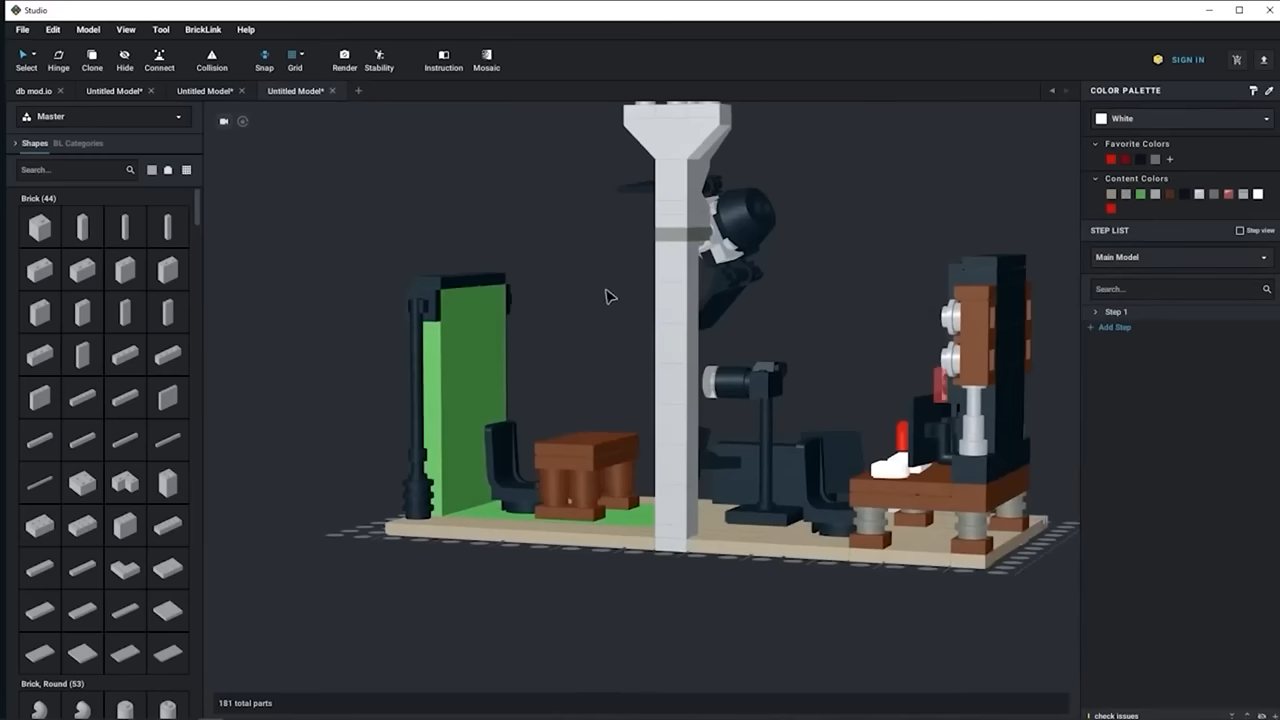 Studio
File Edit Model View Tool BrickLink Help
Select Hinge Clone Hide Connect Collision Snap Grid Render Stability Instruction Mosaic
SIGN IN
db mod.io Untitled Model* Untitled Model* Untitled Model*
Master
Shapes BL Categories
Search...
Brick (44)
Brick, Round (53)
181 total parts
COLOR PALETTE
White
Favorite Colors
Content Colors
STEP LIST Step view
Main Model
Search...
Step 1
+ Add Step
check issues